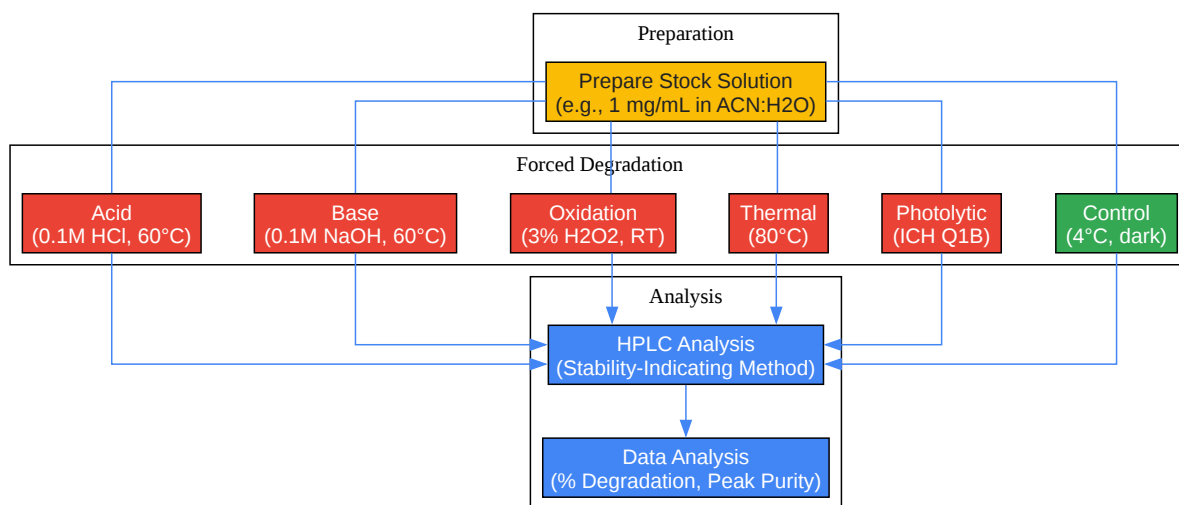 Preparation
Prepare Stock Solution
(e.g., 1 mg/mL in ACN:H2O)
Forced Degradation
Acid
(0.1M HCl, 60°C)
Base
(0.1M NaOH, 60°C)
Oxidation
(3% H2O2, RT)
Thermal
(80°C)
Photolytic
(ICH Q1B)
Control
(4°C, dark)
Analysis
HPLC Analysis
(Stability-Indicating Method)
Data Analysis
(% Degradation, Peak Purity)